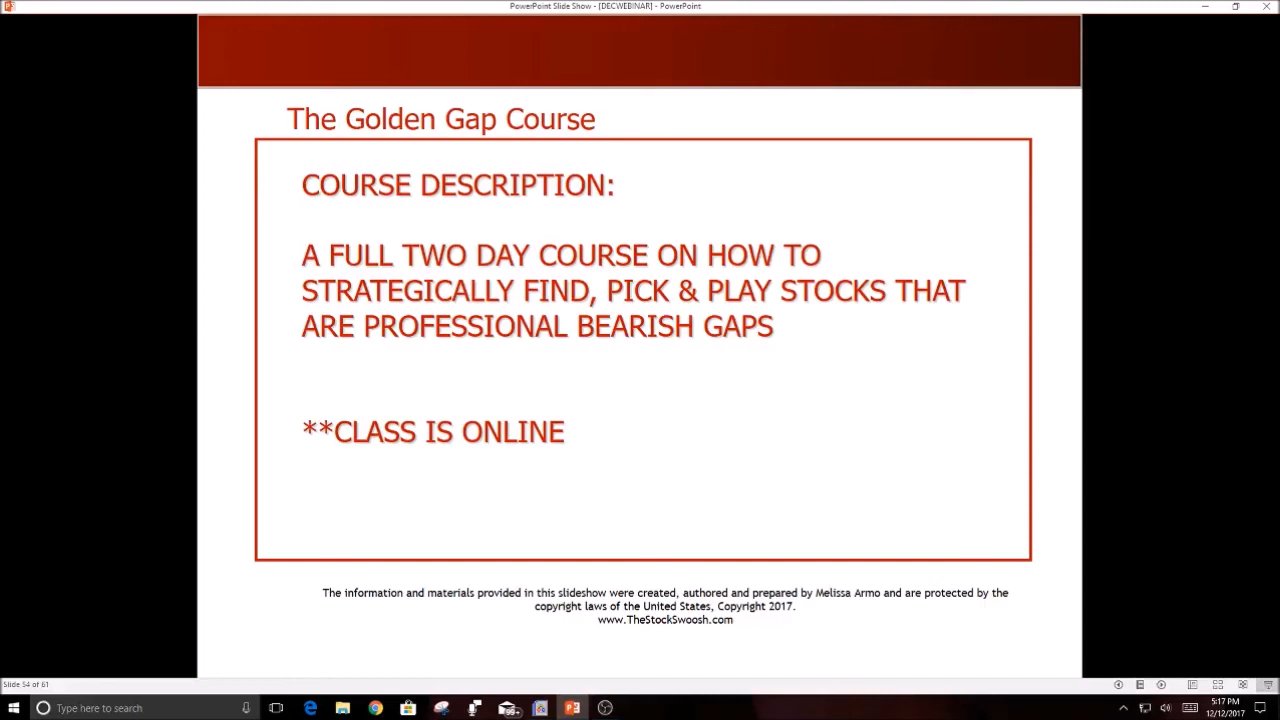 PowerPoint Slide Show - [DECWEBINAR] - PowerPoint
The Golden Gap Course
COURSE DESCRIPTION:
A FULL TWO DAY COURSE ON HOW TO
STRATEGICALLY FIND, PICK & PLAY STOCKS THAT
ARE PROFESSIONAL BEARISH GAPS
**CLASS IS ONLINE
The information and materials provided in this slideshow were created, authored and prepared by Melissa Armo and are protected by the
copyright laws of the United States, Copyright 2017.
www.TheStockSwoosh.com
Slide 54 of 61
Type here to search
5:17 PM
12/12/2017